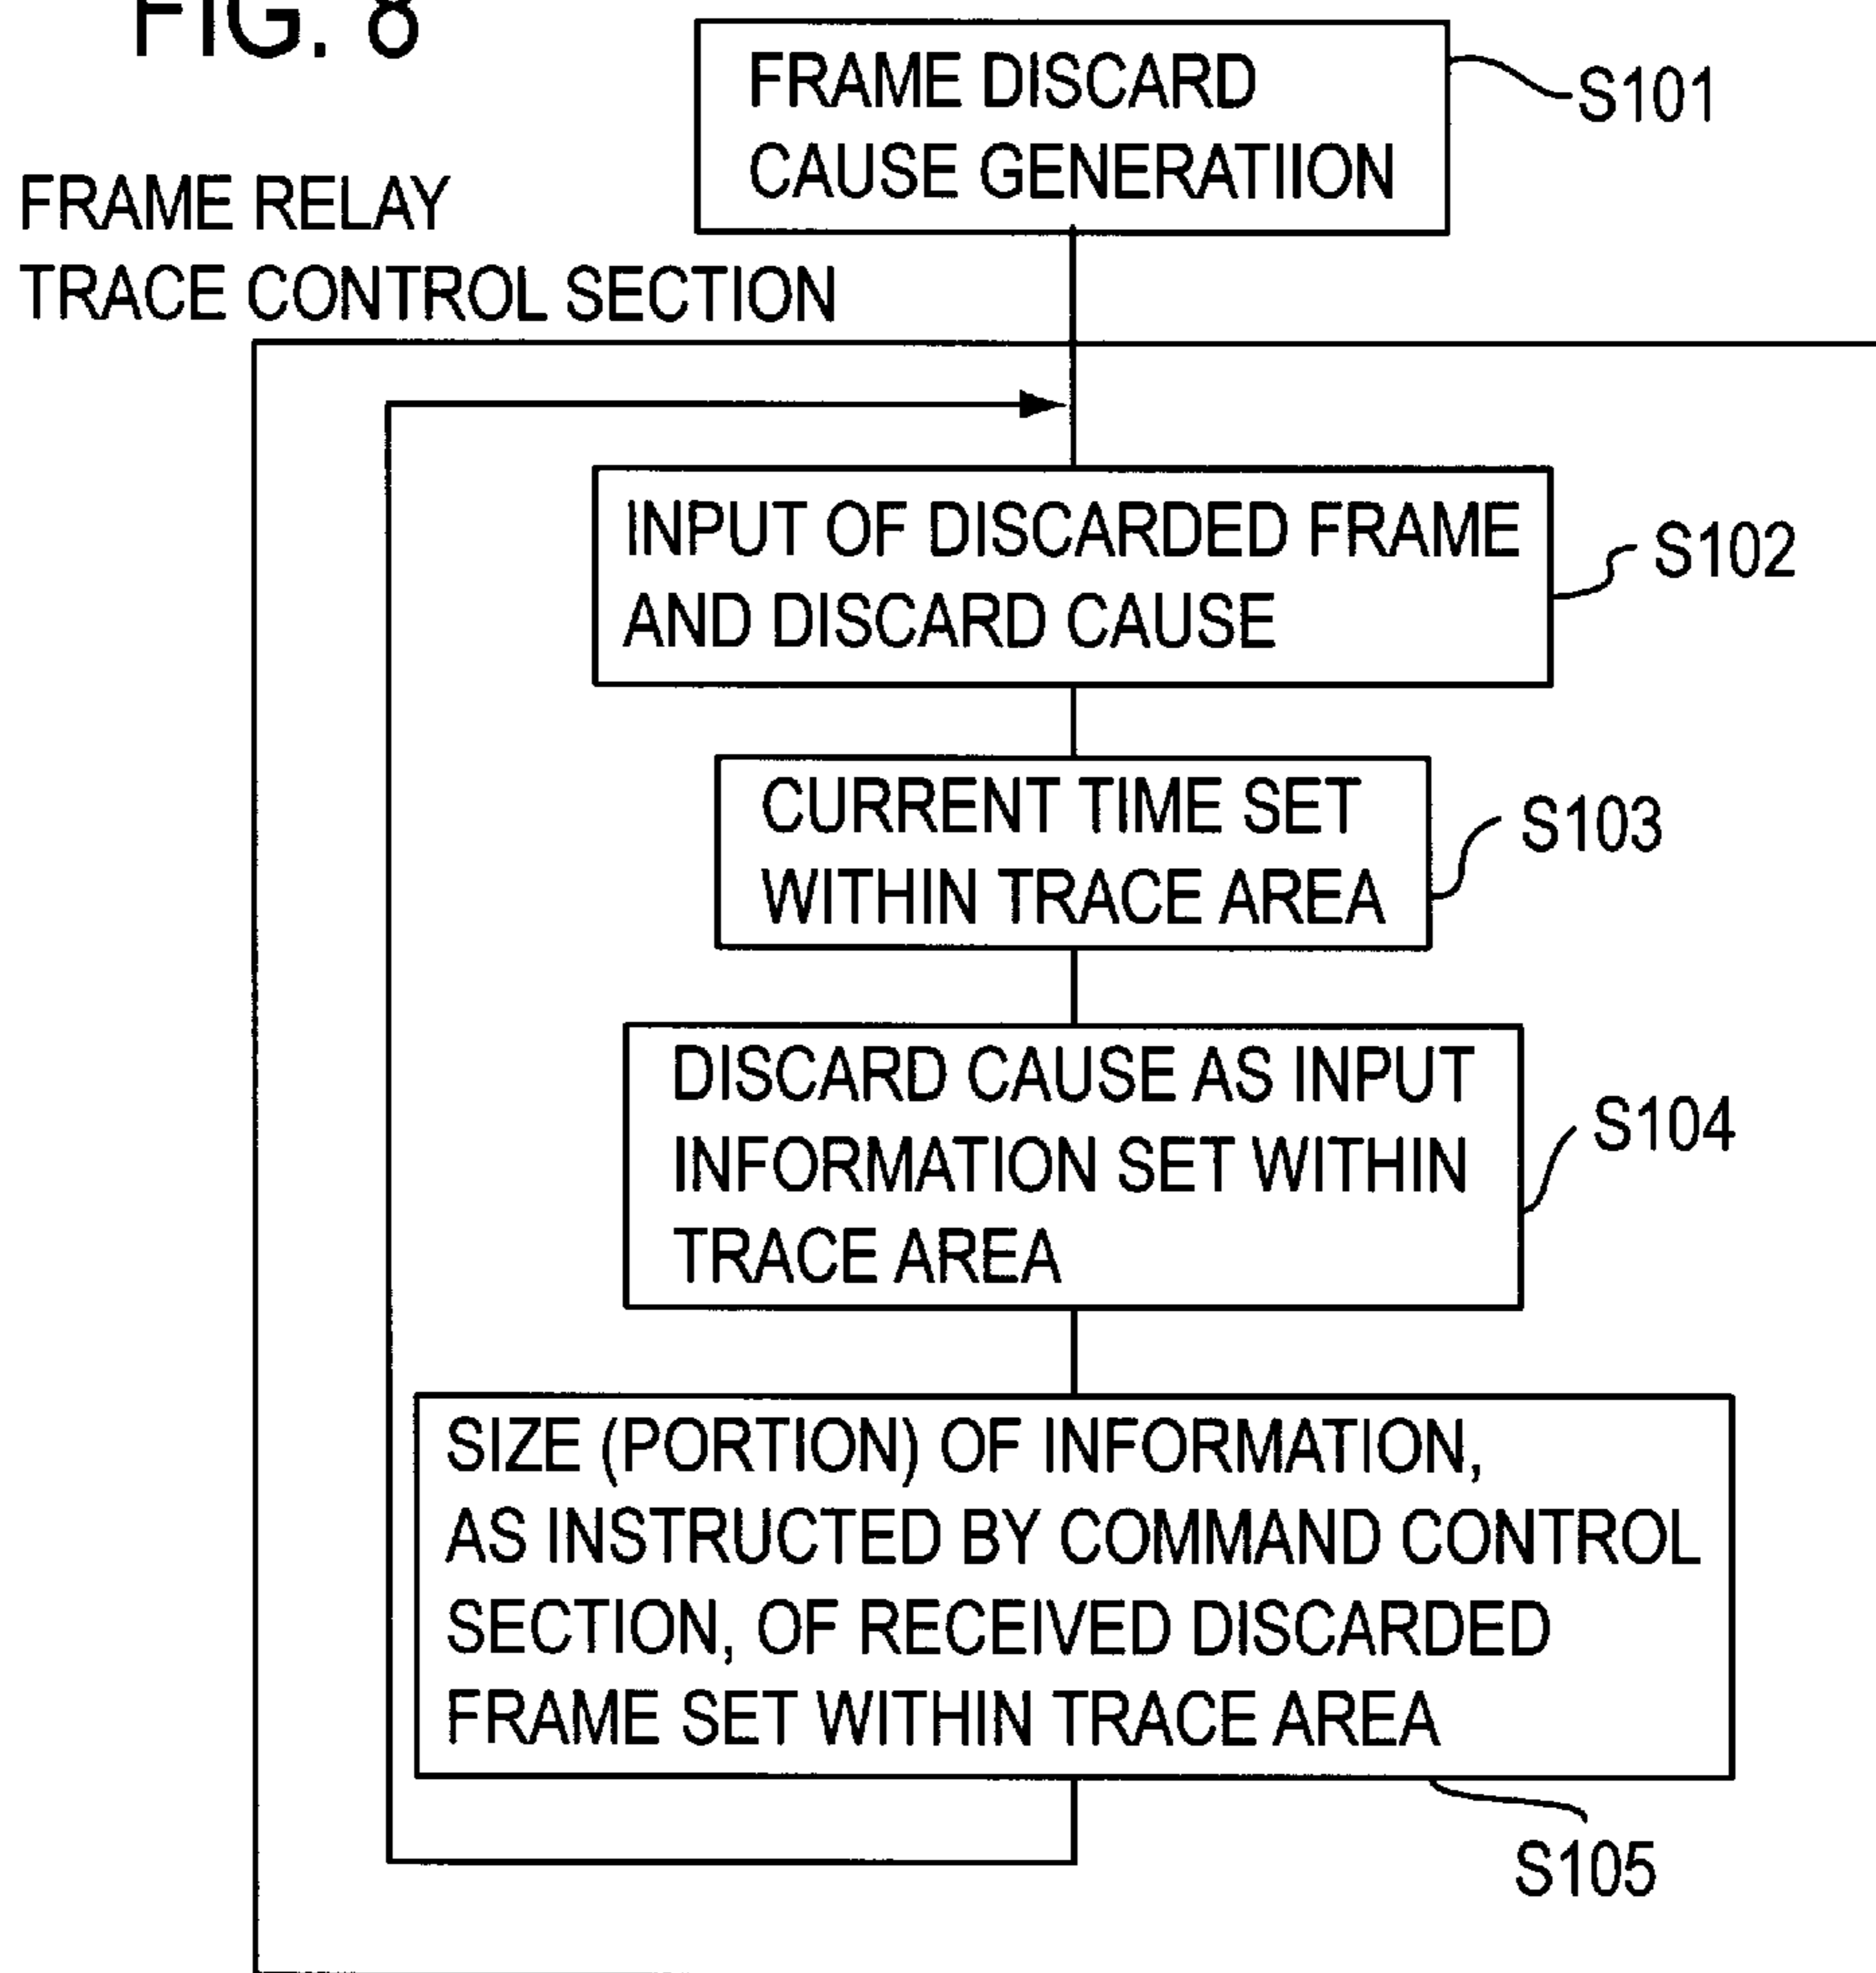 FIG. 8
FRAME DISCARD
CAUSE GENERATIION
S101
FRAME RELAY
TRACE CONTROL SECTION
INPUT OF DISCARDED FRAME
AND DISCARD CAUSE
S102
CURRENT TIME SET
WITHIN TRACE AREA
S103
DISCARD CAUSE AS INPUT
INFORMATION SET WITHIN
TRACE AREA
S104
SIZE (PORTION) OF INFORMATION,
AS INSTRUCTED BY COMMAND CONTROL
SECTION, OF RECEIVED DISCARDED
FRAME SET WITHIN TRACE AREA
S105